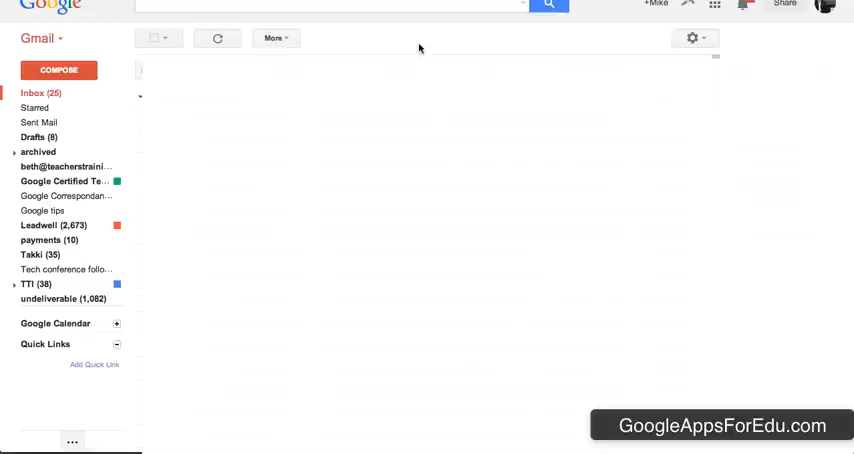 Google
+Mike
Share
Gmail
More
COMPOSE
Inbox (25)
Starred
Sent Mail
Drafts (8)
archived
beth@teacherstraini...
Google Certified Te...
Google Correspondan...
Google tips
Leadwell (2,673)
payments (10)
Takki (35)
Tech conference follo...
TTI (38)
undeliverable (1,082)
Google Calendar
Quick Links
Add Quick Link
GoogleAppsForEdu.com